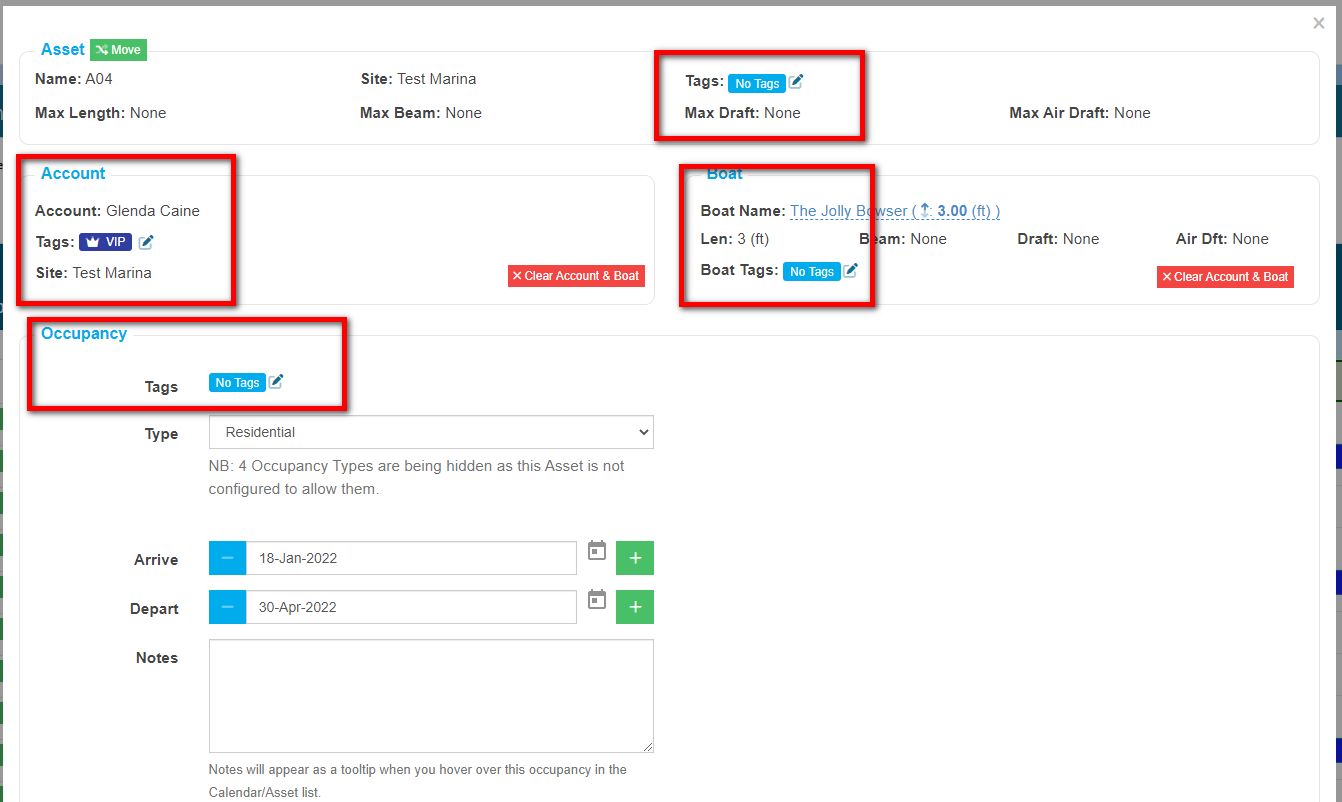 ×
Asset Move
Name: A04 Site: Test Marina Tags: No Tags
Max Length: None Max Beam: None Max Draft: None Max Air Draft: None
Account
Account: Glenda Caine
Tags: VIP
Site: Test Marina
× Clear Account & Boat
Boat
Boat Name: The Jolly Bowser ( ↕: 3.00 (ft) )
Len: 3 (ft) Beam: None Draft: None Air Dft: None
Boat Tags: No Tags
× Clear Account & Boat
Occupancy
Tags No Tags
Type Residential
NB: 4 Occupancy Types are being hidden as this Asset is not
configured to allow them.
Arrive − 18-Jan-2022 +
Depart − 30-Apr-2022 +
Notes
Notes will appear as a tooltip when you hover over this occupancy in the
Calendar/Asset list.